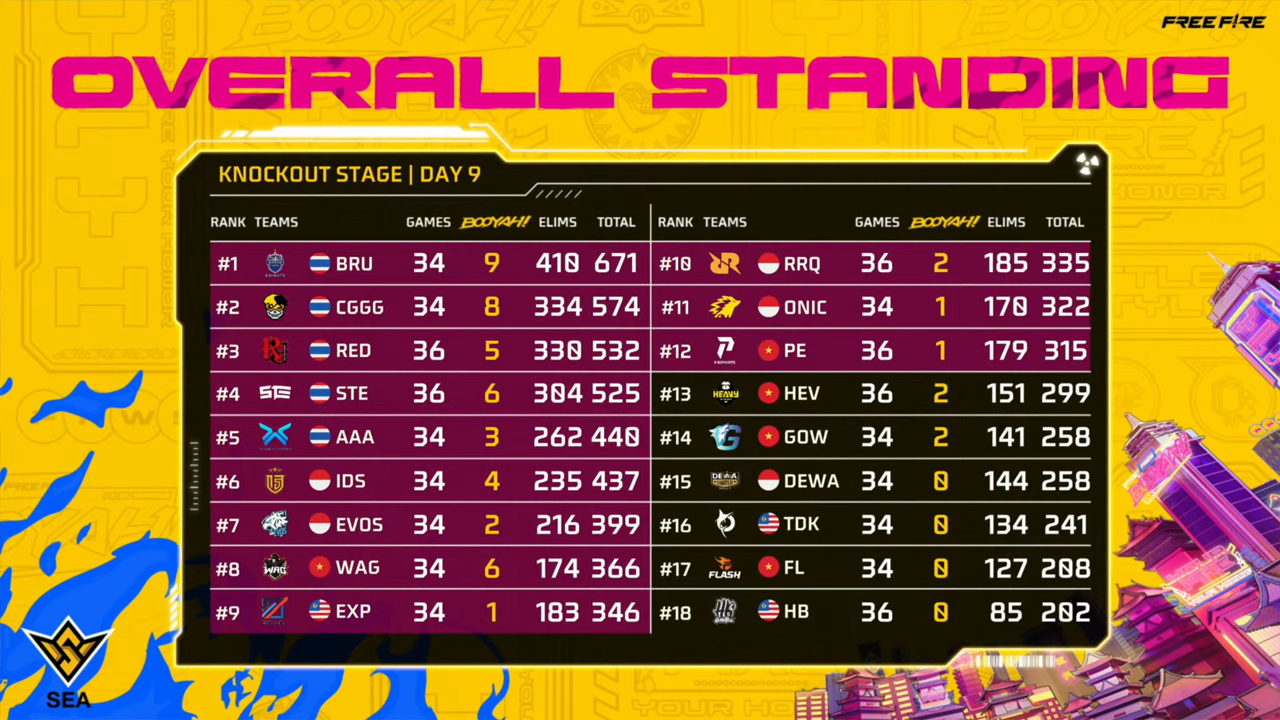 FREE FIRE
OVERALL STANDING
KNOCKOUT STAGE | DAY 9
RANK TEAMS GAMES BOOYAH! ELIMS TOTAL
#1 BRU 34 9 410 671
#2 CGGG 34 8 334 574
#3 RED 36 5 330 532
#4 STE STE 36 6 304 525
#5 AAA 34 3 262 440
#6 IDS 34 4 235 437
#7 EVOS 34 2 216 399
#8 WAG WAG 34 6 174 366
#9 EXP 34 1 183 346
RANK TEAMS GAMES BOOYAH! ELIMS TOTAL
#10 RRQ 36 2 185 335
#11 ONIC 34 1 170 322
#12 PE 36 1 179 315
#13 HEAVY HEV 36 2 151 299
#14 GOW 34 2 141 258
#15 DEWA DEWA 34 0 144 258
#16 TDK 34 0 134 241
#17 FLASH FL 34 0 127 208
#18 HB 36 0 85 202
SEA